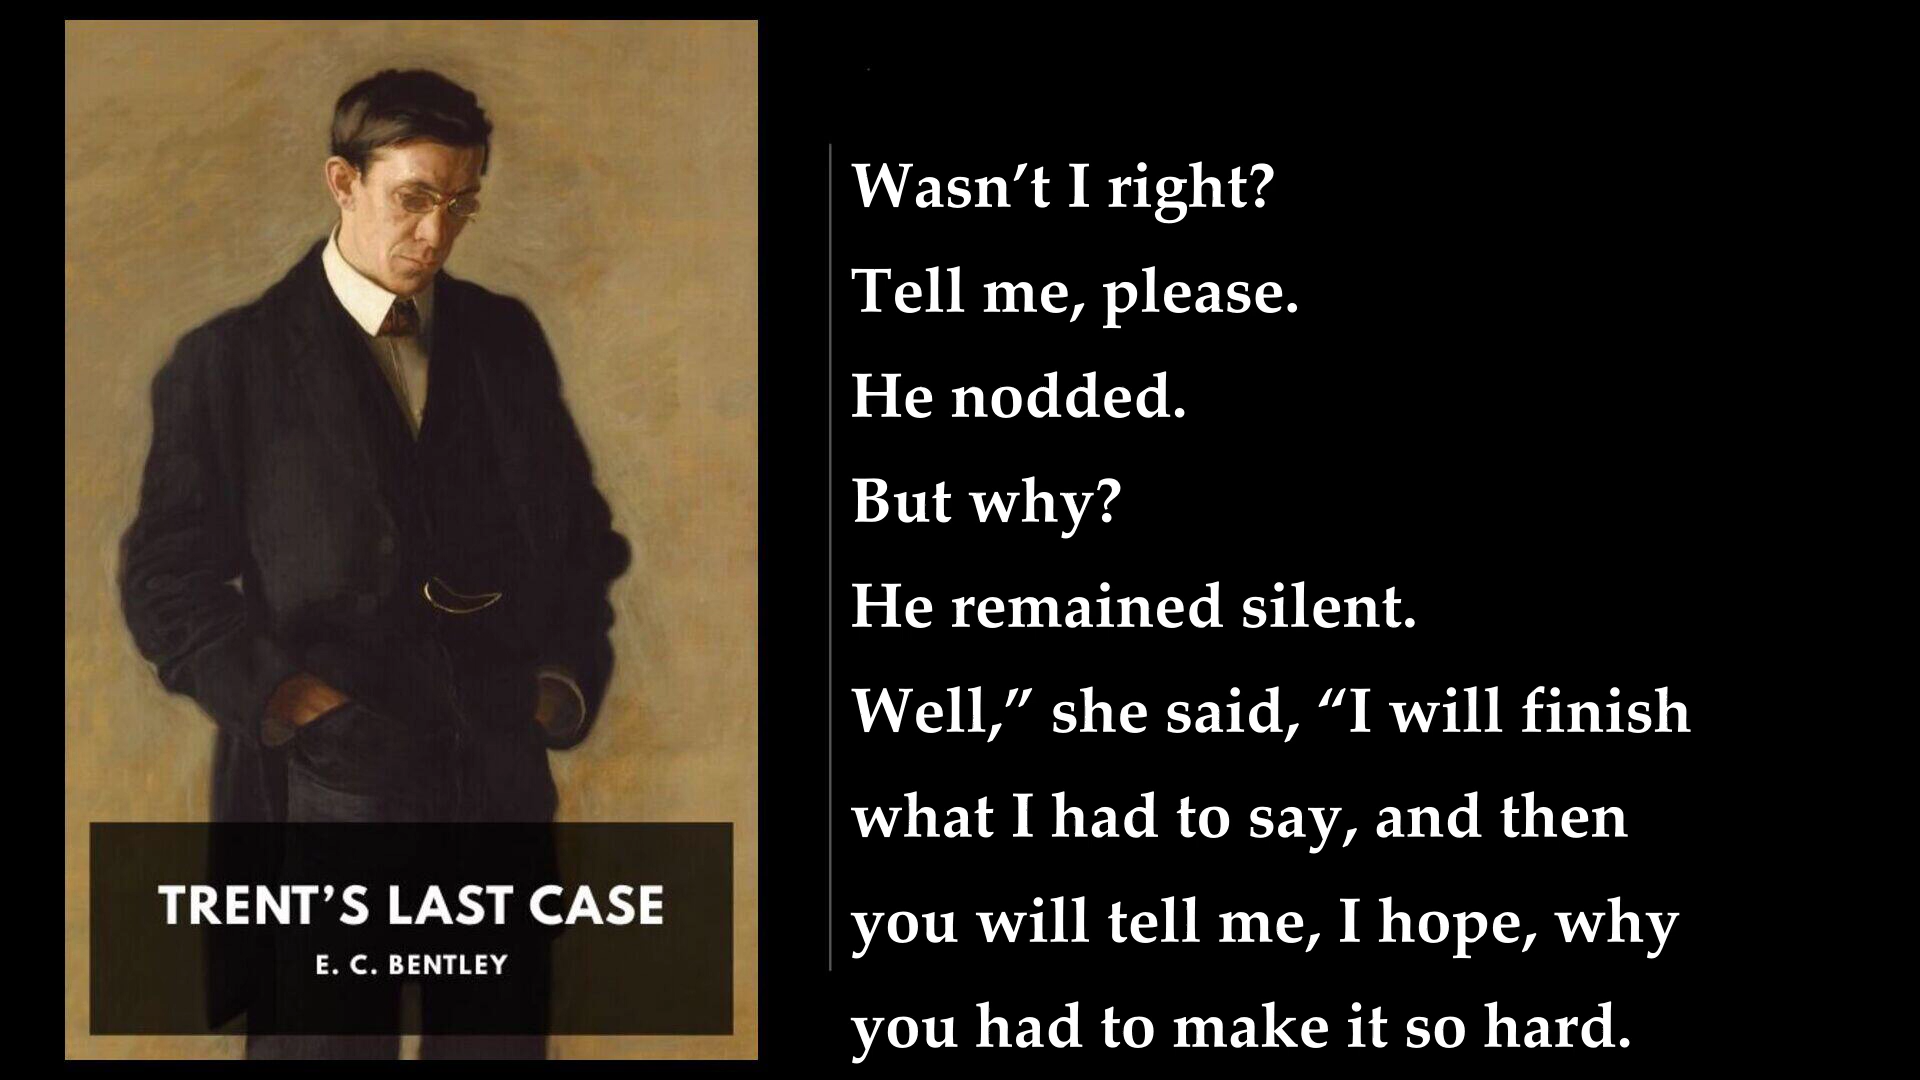 TRENT’S LAST CASE
E. C. BENTLEY
Wasn’t I right?
Tell me, please.
He nodded.
But why?
He remained silent.
Well,” she said, “I will finish
what I had to say, and then
you will tell me, I hope, why
you had to make it so hard.